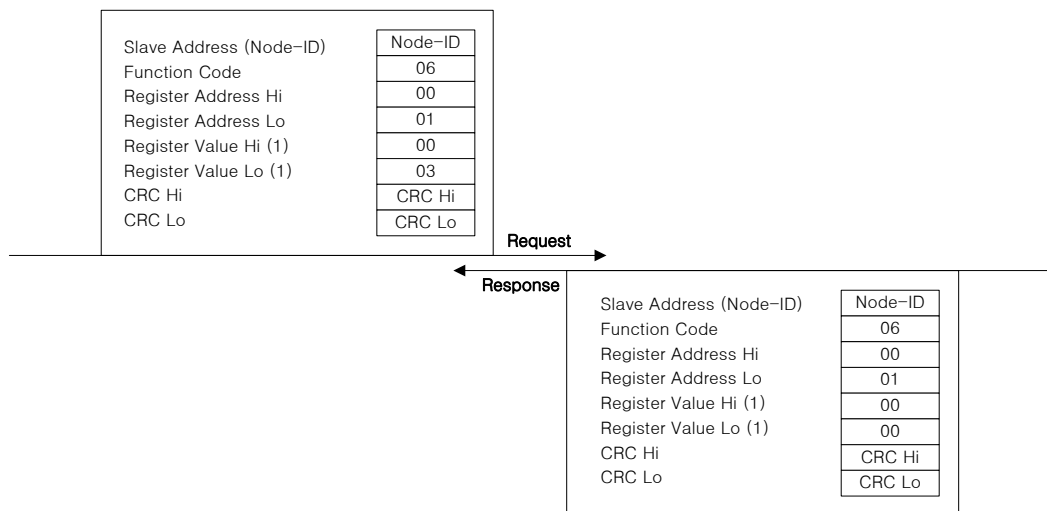 Slave Address (Node-ID) Node-ID
Function Code 06
Register Address Hi 00
Register Address Lo 01
Register Value Hi (1) 00
Register Value Lo (1) 03
CRC Hi CRC Hi
CRC Lo CRC Lo
Request
Response
Slave Address (Node-ID) Node-ID
Function Code 06
Register Address Hi 00
Register Address Lo 01
Register Value Hi (1) 00
Register Value Lo (1) 00
CRC Hi CRC Hi
CRC Lo CRC Lo